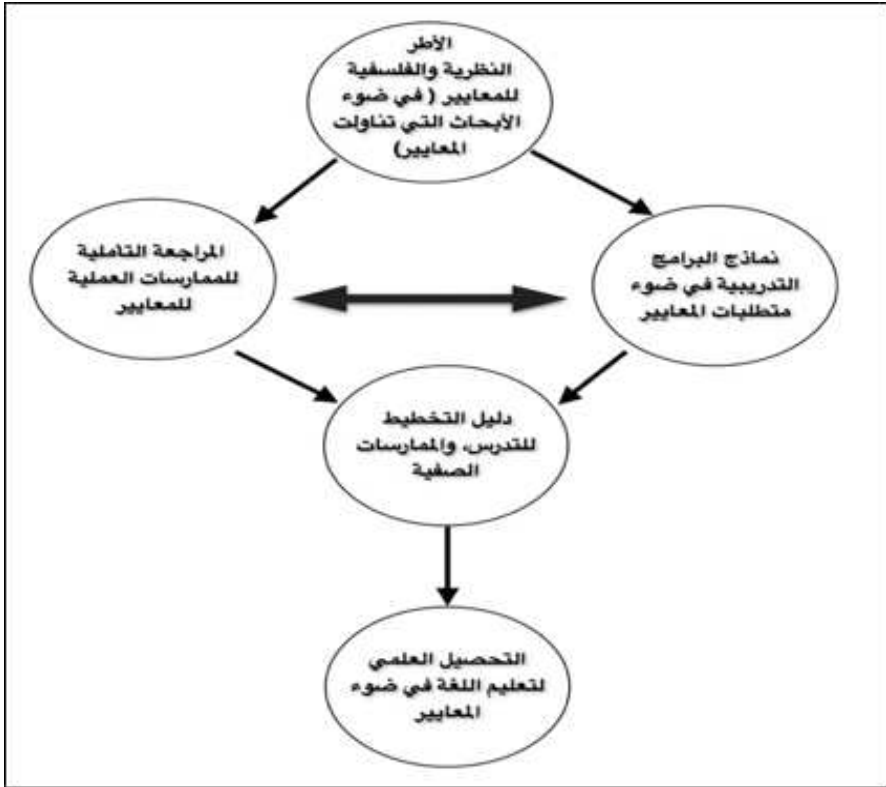 الأطر
النظرية والفلسفية
للمعايير ( في ضوء
الأبحاث التي تناولت
المعايير)
نماذج البرامج
التدريبية في ضوء
متطلبات المعايير
المراجعة التأملية
للممارسات العملية
للمعايير
دليل التخطيط
للتدرس، والممارسات
الصفية
التحصيل العلمي
لتعليم اللغة في ضوء
المعايير